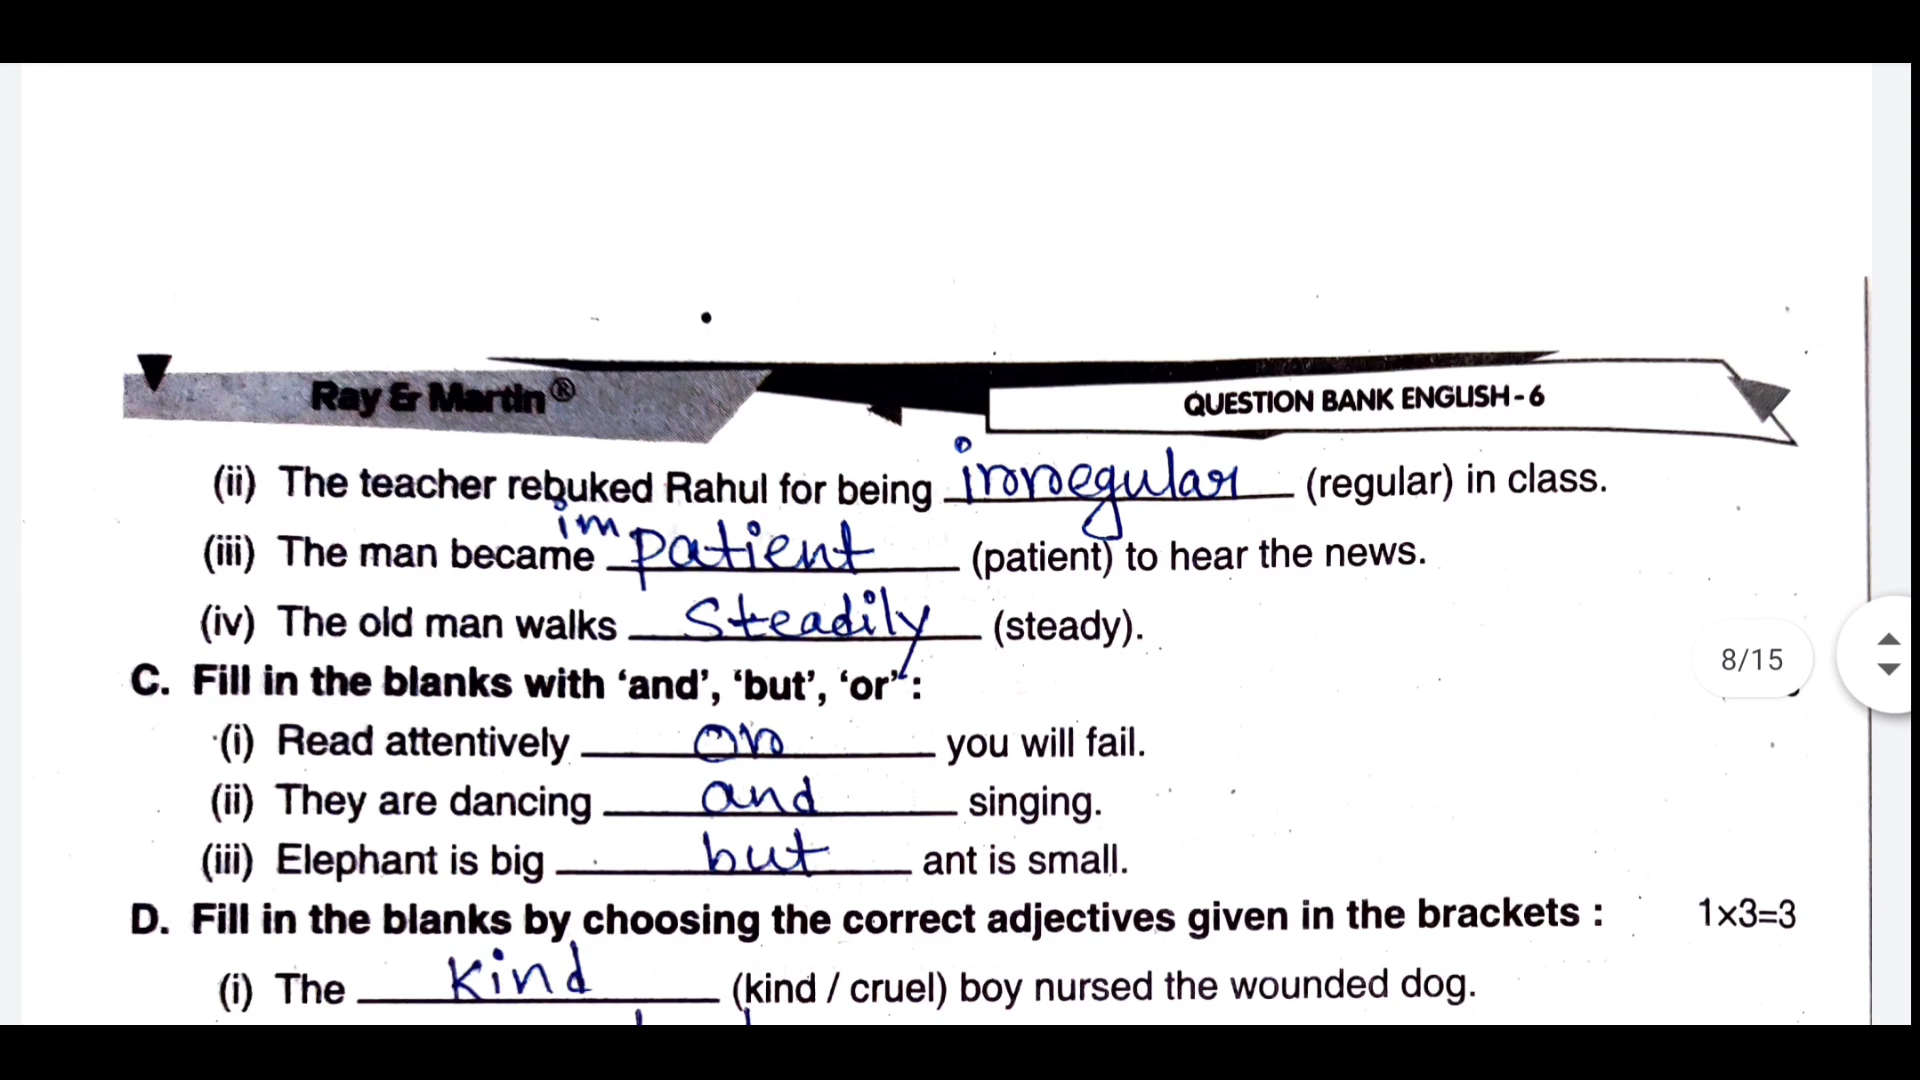 Ray & Martin®
QUESTION BANK ENGLISH - 6
(ii) The teacher rebuked Rahul for being irregular (regular) in class.
(iii) The man became impatient (patient) to hear the news.
(iv) The old man walks steadily (steady).
8/15
C. Fill in the blanks with ‘and’, ‘but’, ‘or’ :
(i) Read attentively or you will fail.
(ii) They are dancing and singing.
(iii) Elephant is big but ant is small.
D. Fill in the blanks by choosing the correct adjectives given in the brackets : 1×3=3
(i) The kind (kind / cruel) boy nursed the wounded dog.